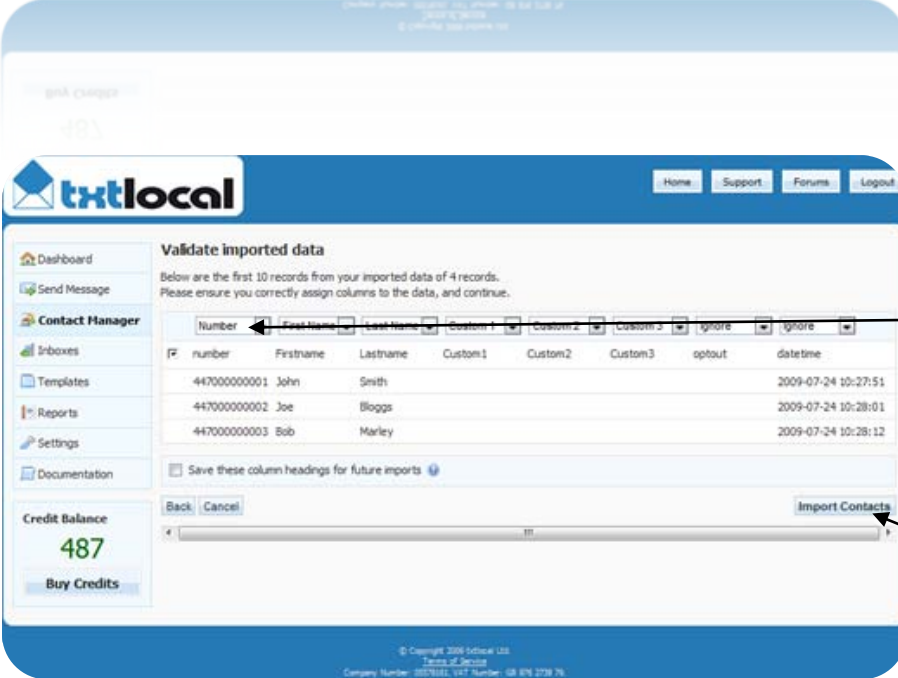 txtlocal
Home Support Forums Logout
Dashboard
Send Message
Contact Manager
Inboxes
Templates
Reports
Settings
Documentation
Credit Balance
487
Buy Credits
Validate imported data
Below are the first 10 records from your imported data of 4 records.
Please ensure you correctly assign columns to the data, and continue.
Number First Name Last Name Custom 1 Custom 2 Custom 3 Ignore Ignore
number Firstname Lastname Custom1 Custom2 Custom3 optout datetime
447000000001 John Smith 2009-07-24 10:27:51
447000000002 Joe Bloggs 2009-07-24 10:28:01
447000000003 Bob Marley 2009-07-24 10:28:12
Save these column headings for future imports
Back Cancel Import Contacts
© Copyright 2009 txtlocal Ltd.
Terms of Service
Company Number: VAT Number: GB